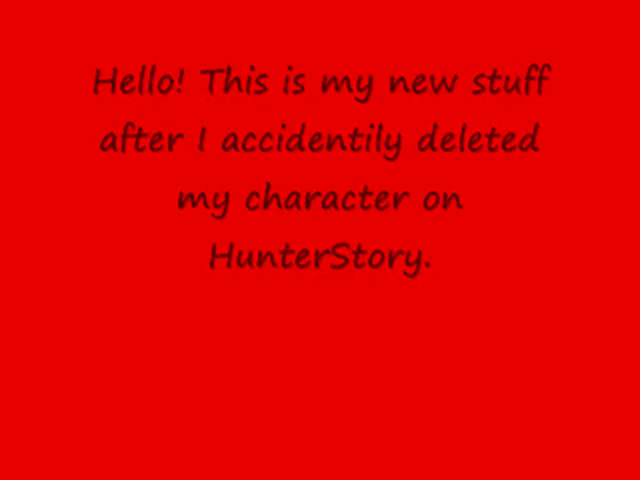 Hello! This is my new stuff
after I accidentily deleted
my character on
HunterStory.